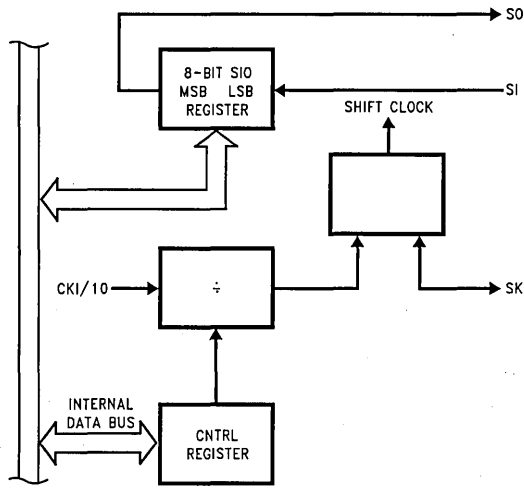 SO
8-BIT SIO
MSB LSB
REGISTER
SI
SHIFT CLOCK
CKI/10
÷
SK
INTERNAL
DATA BUS
CNTRL
REGISTER